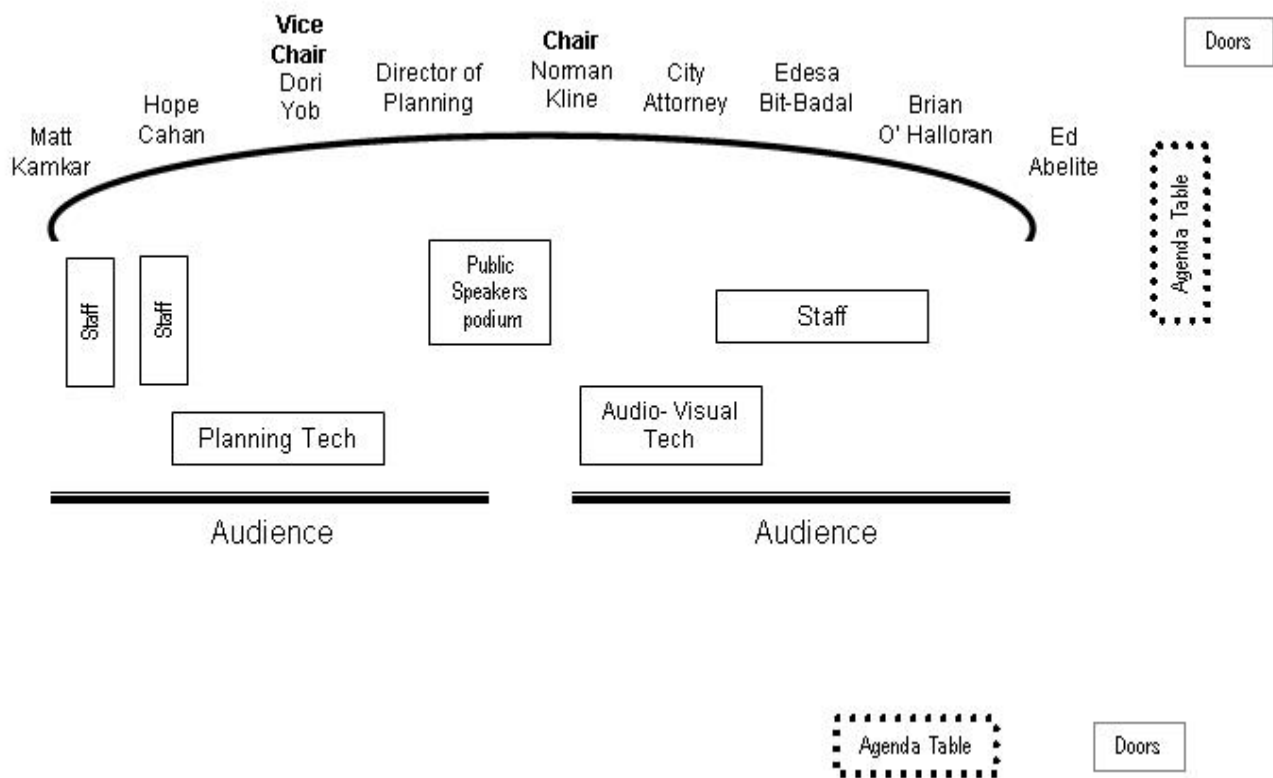 Vice
Chair
Dori
Yob
Chair
Norman
Kline
Doors
Director of
Planning
City
Attorney
Edesa
Bit-Badal
Hope
Cahan
Brian
O' Halloran
Matt
Kamkar
Ed
Abelite
Agenda Table
Public
Speakers
podium
Staff
Staff
Staff
Planning Tech
Audio- Visual
Tech
Audience
Audience
Agenda Table
Doors